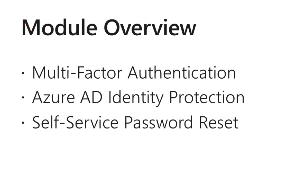 Module Overview
· Multi-Factor Authentication
· Azure AD Identity Protection
· Self-Service Password Reset